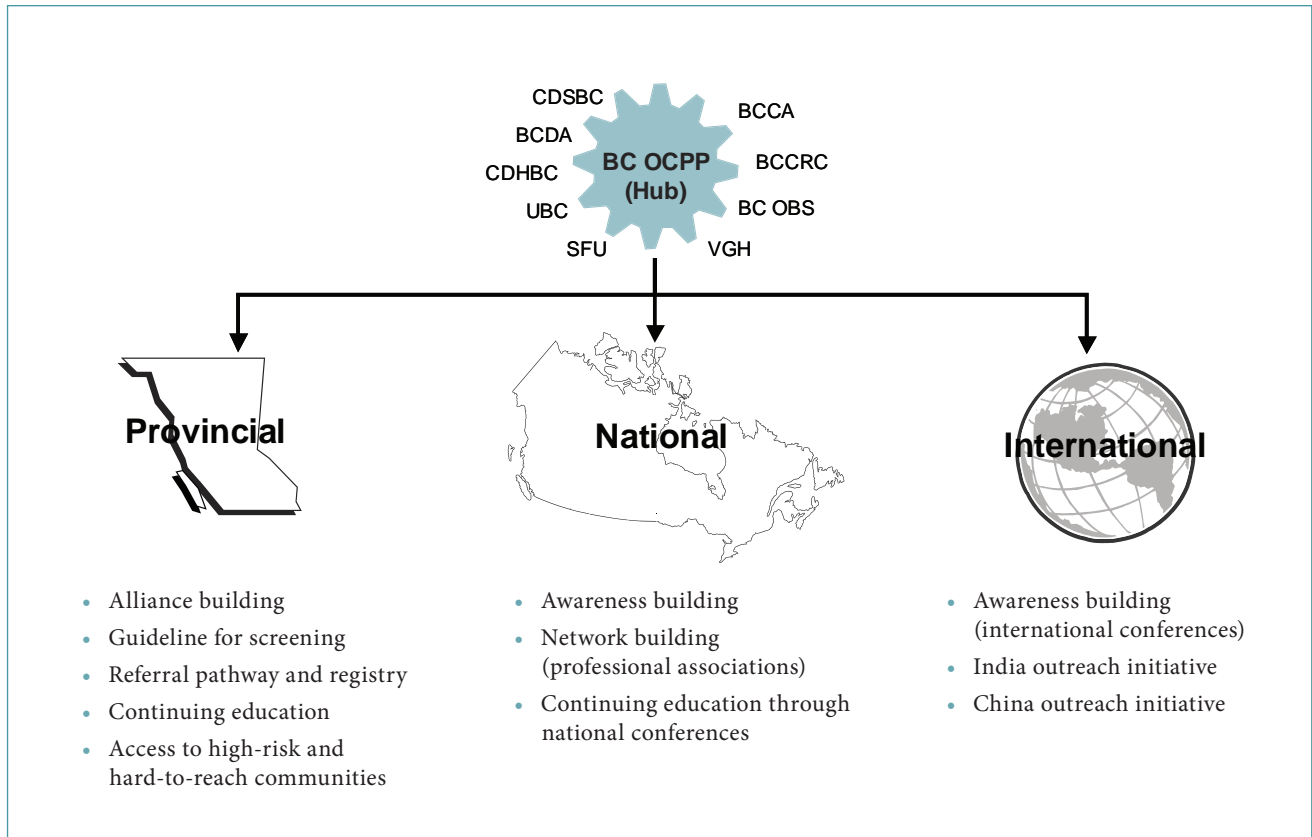 CDSBC
BCDA
CDHBC
UBC
SFU
BC OCPP
(Hub)
BCCA
BCCRC
BC OBS
VGH
Provincial
National
International
• Alliance building
• Guideline for screening
• Referral pathway and registry
• Continuing education
• Access to high-risk and
hard-to-reach communities
• Awareness building
• Network building
(professional associations)
• Continuing education through
national conferences
• Awareness building
(international conferences)
• India outreach initiative
• China outreach initiative